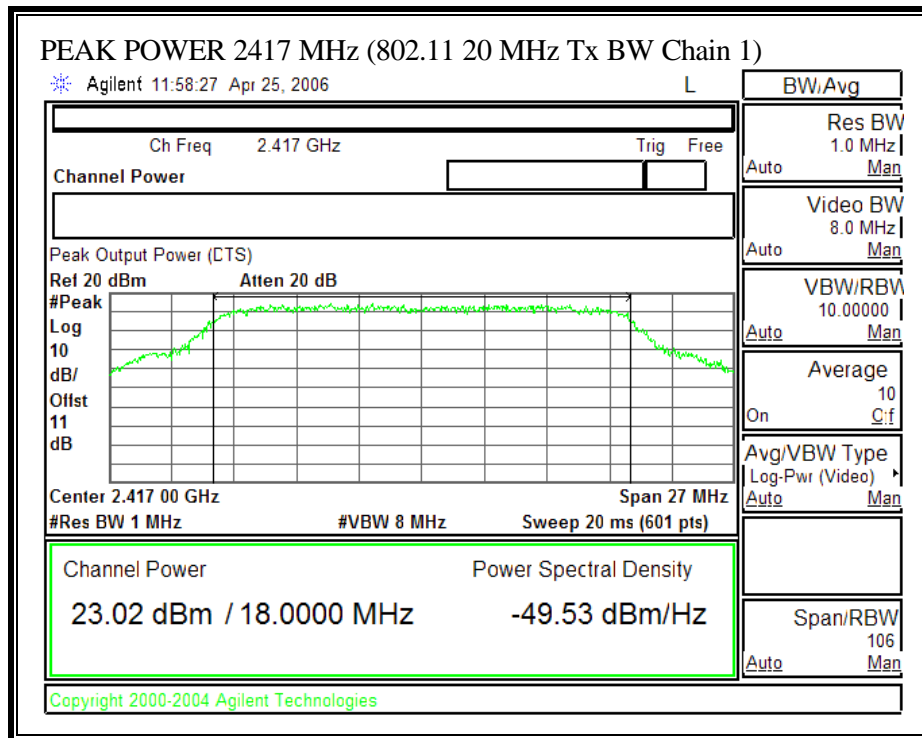 PEAK POWER 2417 MHz (802.11 20 MHz Tx BW Chain 1)
Agilent 11:58:27 Apr 25, 2006 L
BW/Avg
Ch Freq 2.417 GHz Trig Free
Channel Power
Peak Output Power (DTS)
Ref 20 dBm Atten 20 dB
#Peak
Log
10
dB/
Offst
11
dB
Center 2.417 00 GHz Span 27 MHz
#Res BW 1 MHz #VBW 8 MHz Sweep 20 ms (601 pts)
Channel Power Power Spectral Density
23.02 dBm / 18.0000 MHz -49.53 dBm/Hz
Res BW
1.0 MHz
Auto Man
Video BW
8.0 MHz
Auto Man
VBW/RBW
10.00000
Auto Man
Average
10
On Off
Avg/VBW Type
Log-Pwr (Video)
Auto Man
Span/RBW
106
Auto Man
Copyright 2000-2004 Agilent Technologies